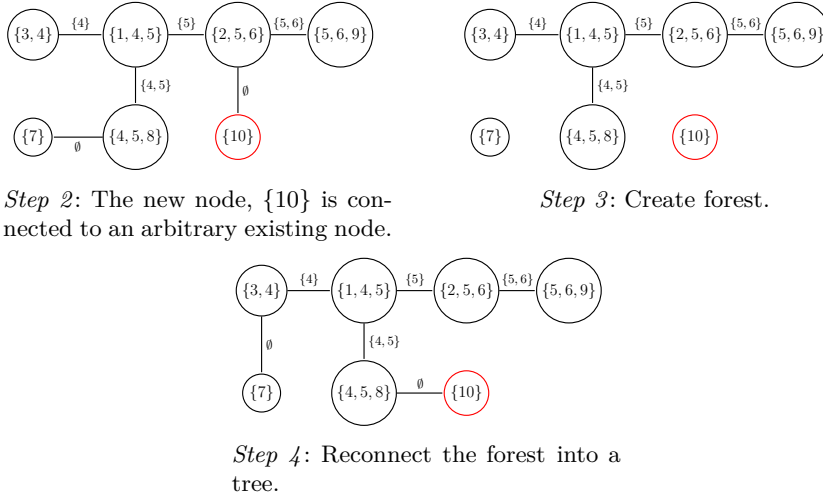 {3, 4} {4} {1, 4, 5} {5} {2, 5, 6} {5, 6} {5, 6, 9}
{4, 5} ∅
{7} ∅ {4, 5, 8} {10}
Step 2: The new node, {10} is con-
nected to an arbitrary existing node.
{3, 4} {4} {1, 4, 5} {5} {2, 5, 6} {5, 6} {5, 6, 9}
{4, 5}
{7} {4, 5, 8} {10}
Step 3: Create forest.
{3, 4} {4} {1, 4, 5} {5} {2, 5, 6} {5, 6} {5, 6, 9}
∅ {4, 5}
{7} {4, 5, 8} ∅ {10}
Step 4: Reconnect the forest into a
tree.